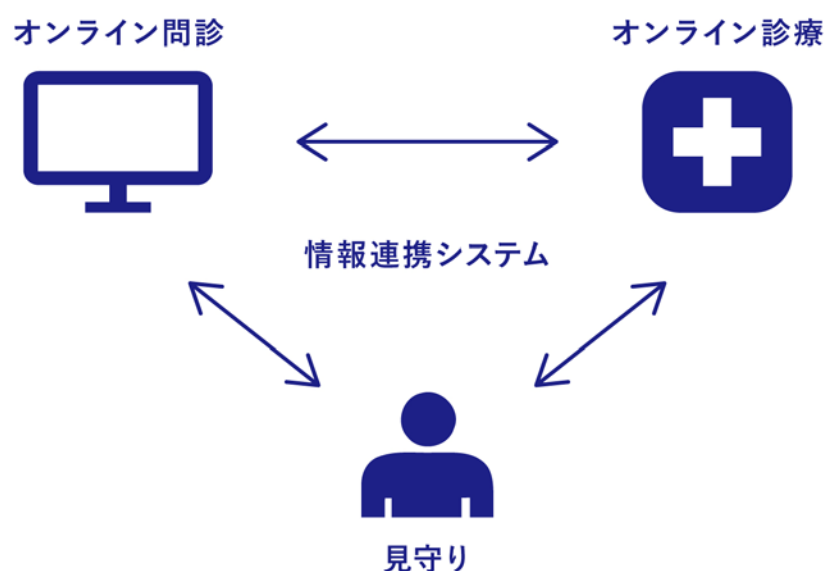 オンライン問診
オンライン診療
情報連携システム
見守り